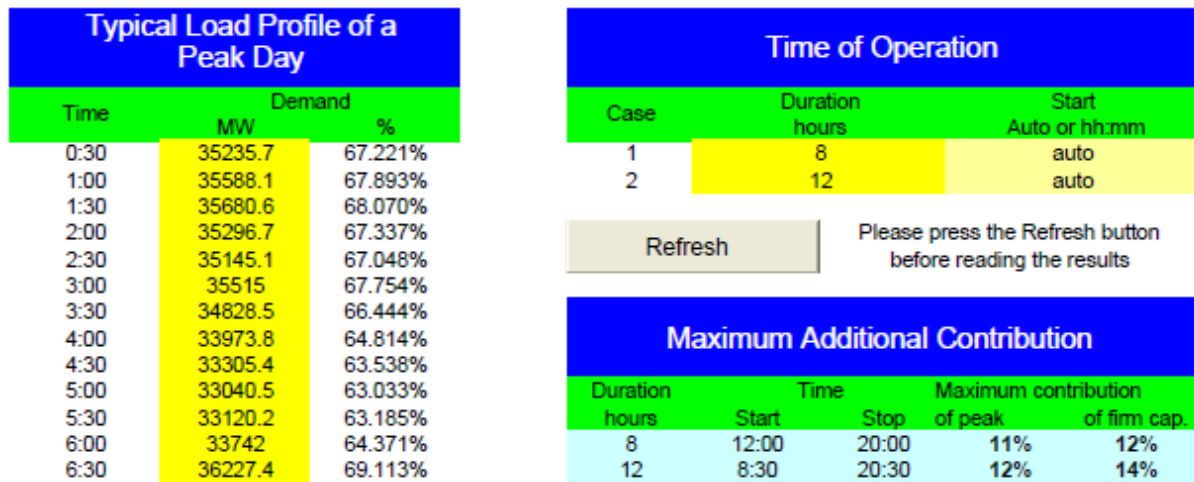 Typical Load Profile of a
Peak Day
Time
Demand
MW %
0:30 35235.7 67.221%
1:00 35588.1 67.893%
1:30 35680.6 68.070%
2:00 35296.7 67.337%
2:30 35145.1 67.048%
3:00 35515 67.754%
3:30 34828.5 66.444%
4:00 33973.8 64.814%
4:30 33305.4 63.538%
5:00 33040.5 63.033%
5:30 33120.2 63.185%
6:00 33742 64.371%
6:30 36227.4 69.113%
Time of Operation
Case
Duration Start
hours Auto or hh:mm
1 8 auto
2 12 auto
Refresh
Please press the Refresh button
before reading the results
Maximum Additional Contribution
Duration Time Maximum contribution
hours Start Stop of peak of firm cap.
8 12:00 20:00 11% 12%
12 8:30 20:30 12% 14%